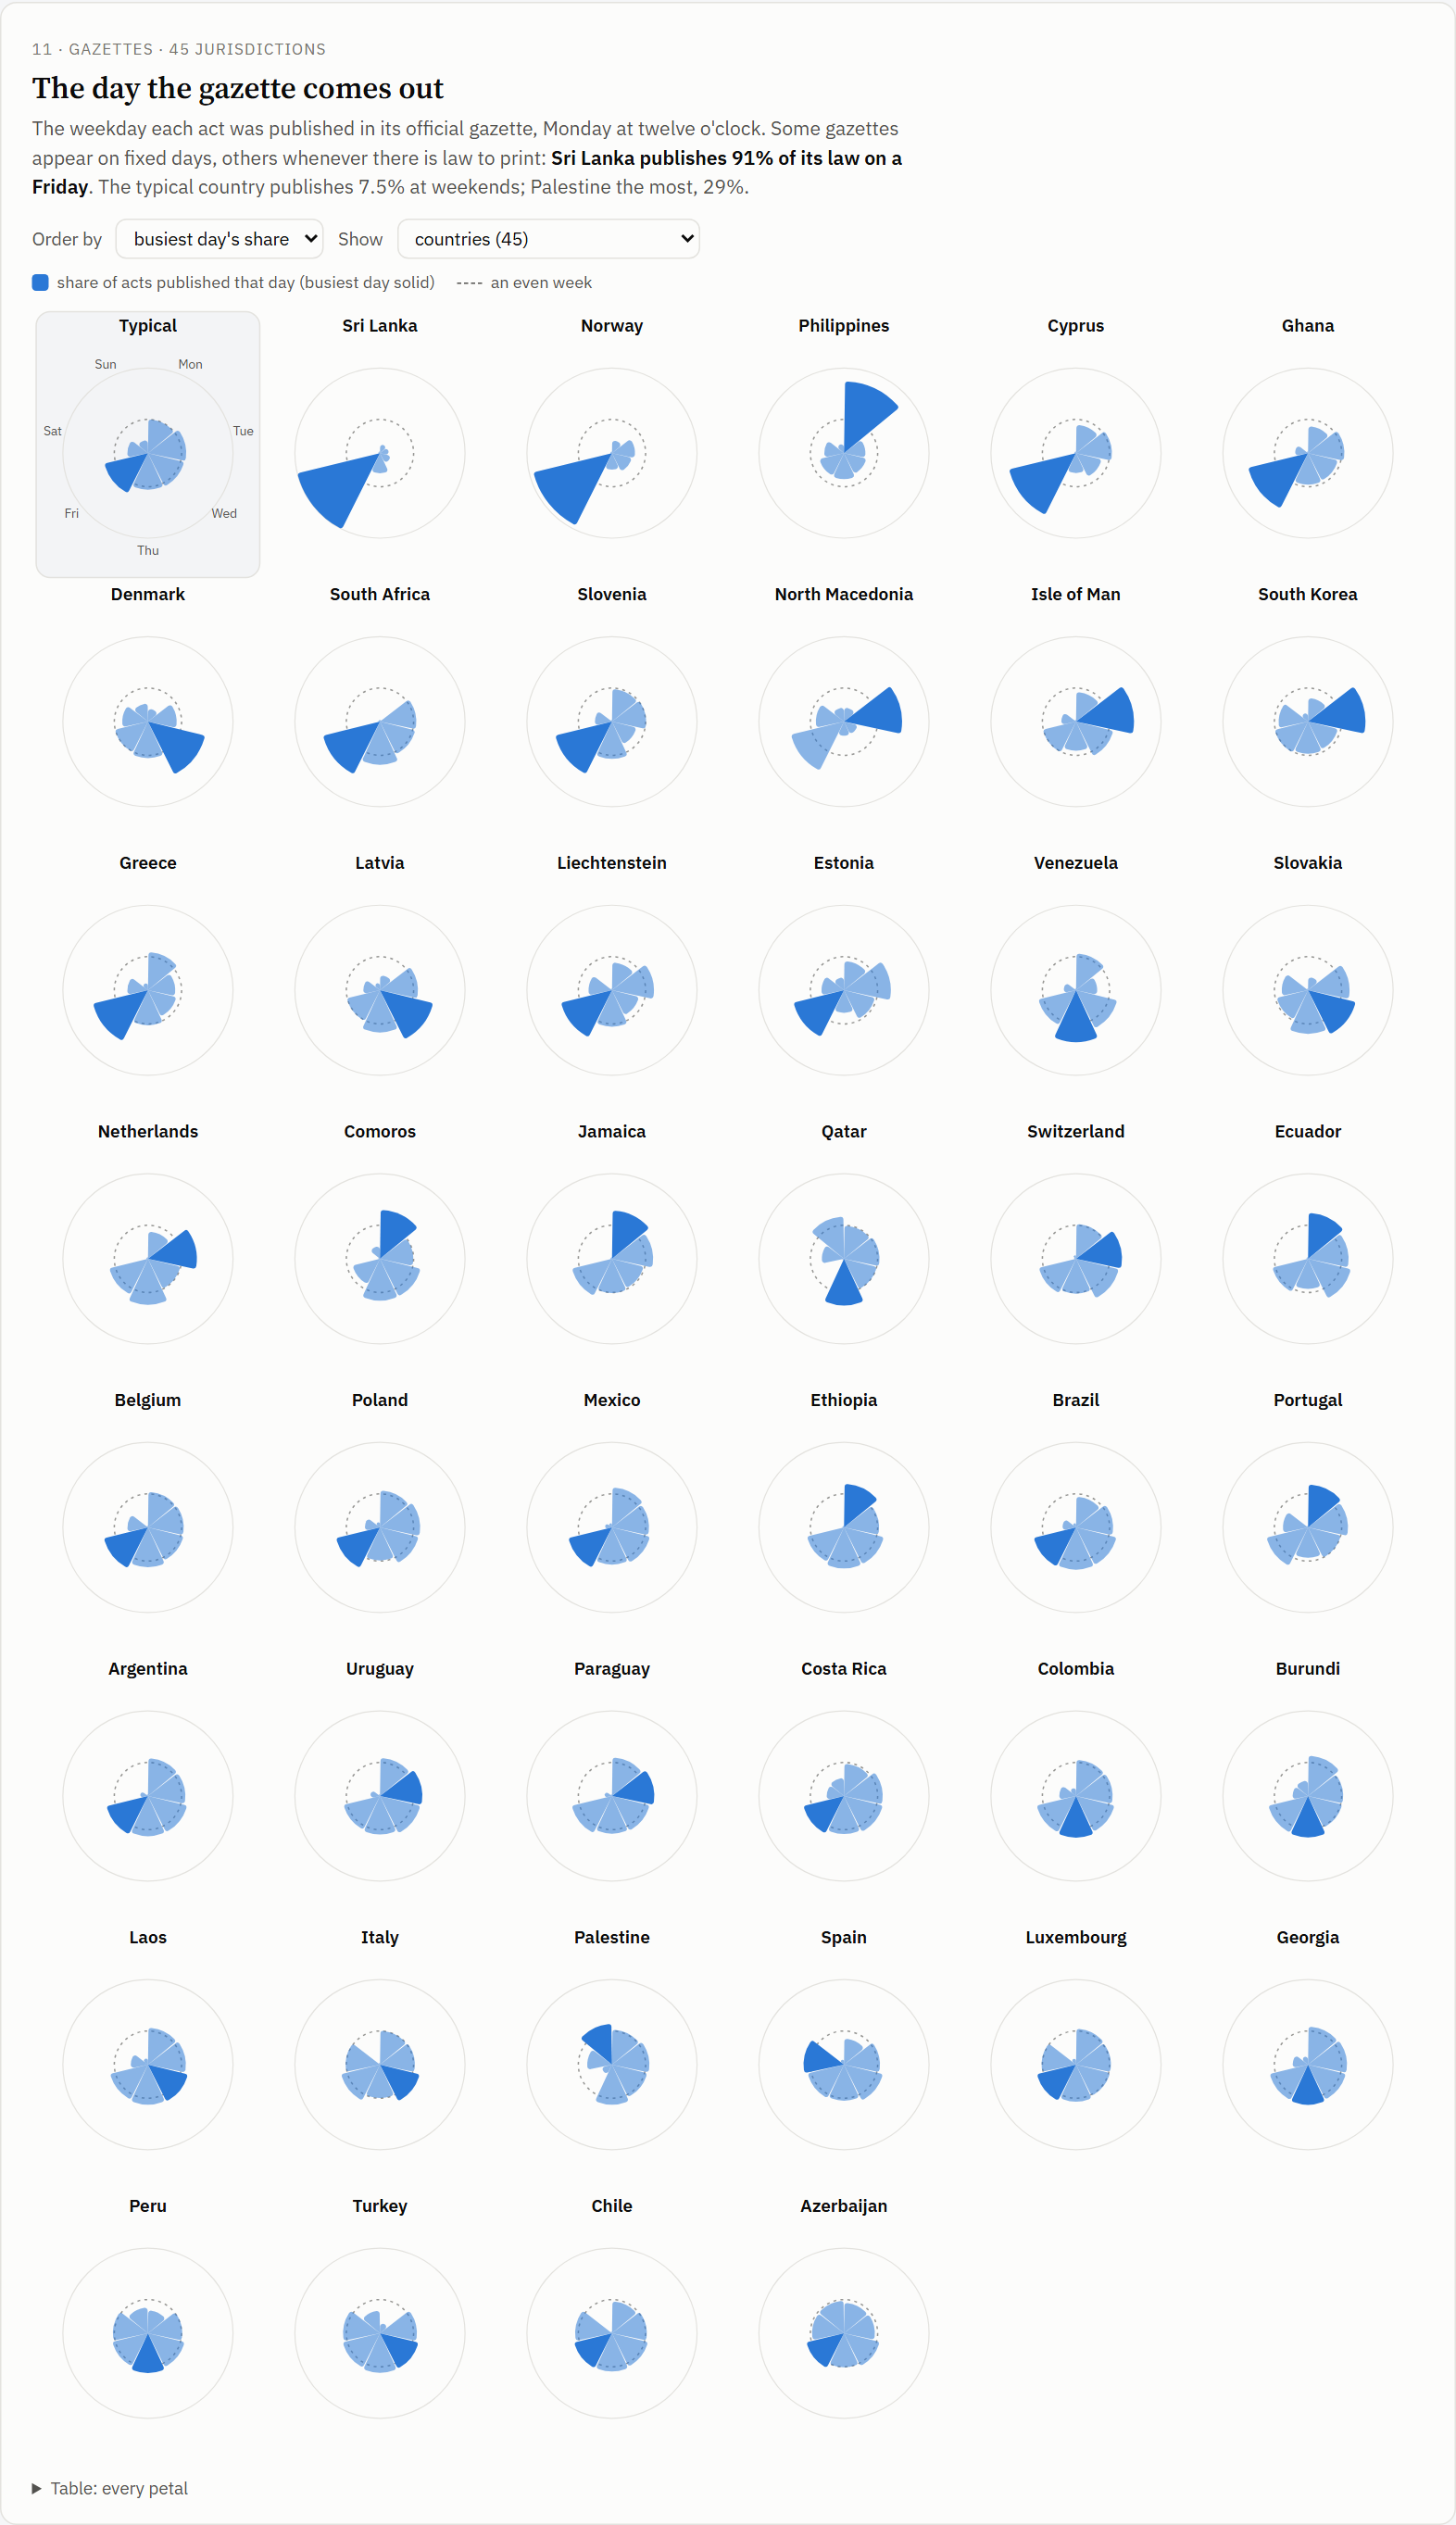 11 · GAZETTES · 45 JURISDICTIONS
The day the gazette comes out
The weekday each act was published in its official gazette, Monday at twelve o'clock. Some gazettes
appear on fixed days, others whenever there is law to print: Sri Lanka publishes 91% of its law on a
Friday. The typical country publishes 7.5% at weekends; Palestine the most, 29%.
Order by busiest day's share Show countries (45)
share of acts published that day (busiest day solid) an even week
Typical Sri Lanka Norway Philippines Cyprus Ghana
Sun Mon
Sat Tue
Fri Wed
Thu
Denmark South Africa Slovenia North Macedonia Isle of Man South Korea
Greece Latvia Liechtenstein Estonia Venezuela Slovakia
Netherlands Comoros Jamaica Qatar Switzerland Ecuador
Belgium Poland Mexico Ethiopia Brazil Portugal
Argentina Uruguay Paraguay Costa Rica Colombia Burundi
Laos Italy Palestine Spain Luxembourg Georgia
Peru Turkey Chile Azerbaijan
Table: every petal